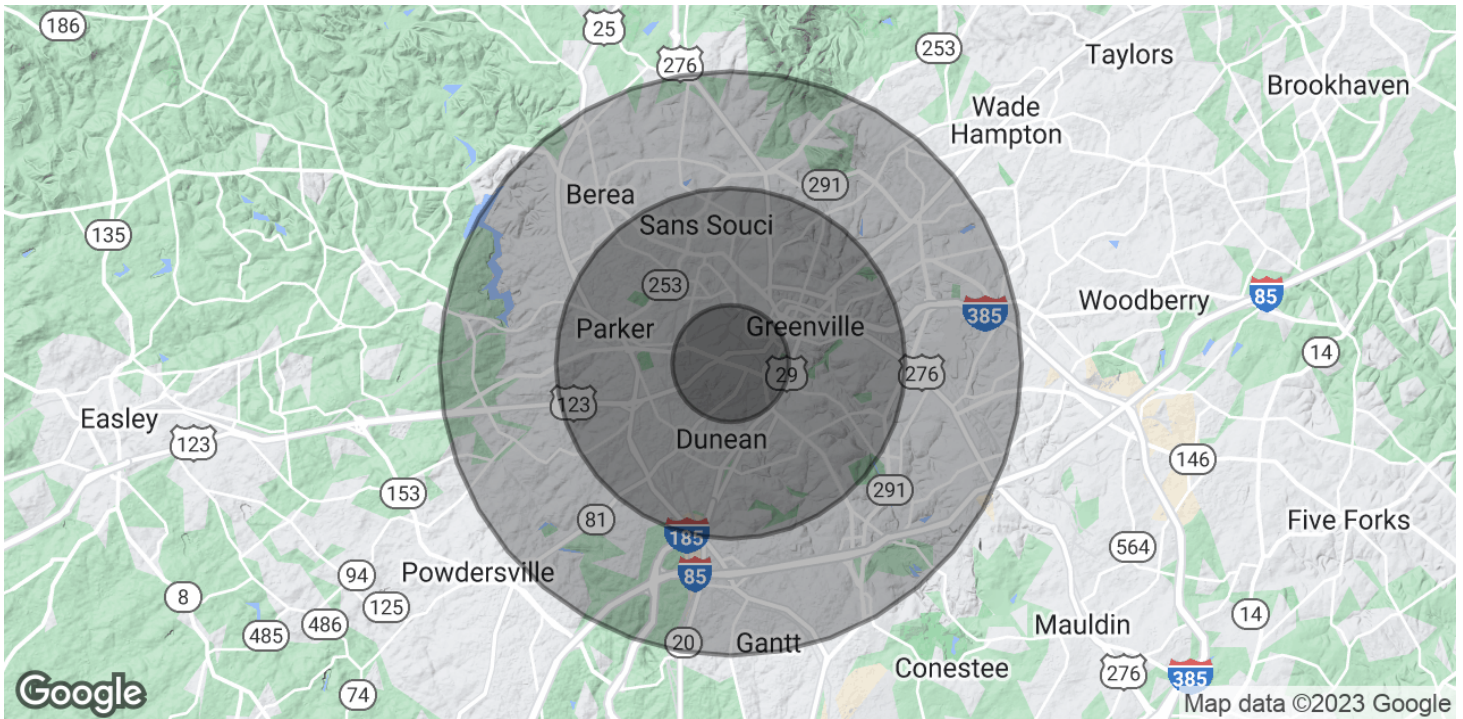 186
25
276
253
Taylors
Brookhaven
Wade
Hampton
291
Berea
Sans Souci
135
253
85
Woodberry
385
Parker
Greenville
14
29
276
123
Easley
123
Dunean
146
153
291
81
Five Forks
185
564
85
Powdersville
94
8
125
14
486
Mauldin
485
20
Gantt
Conestee
276
385
74
Google
Map data ©2023 Google